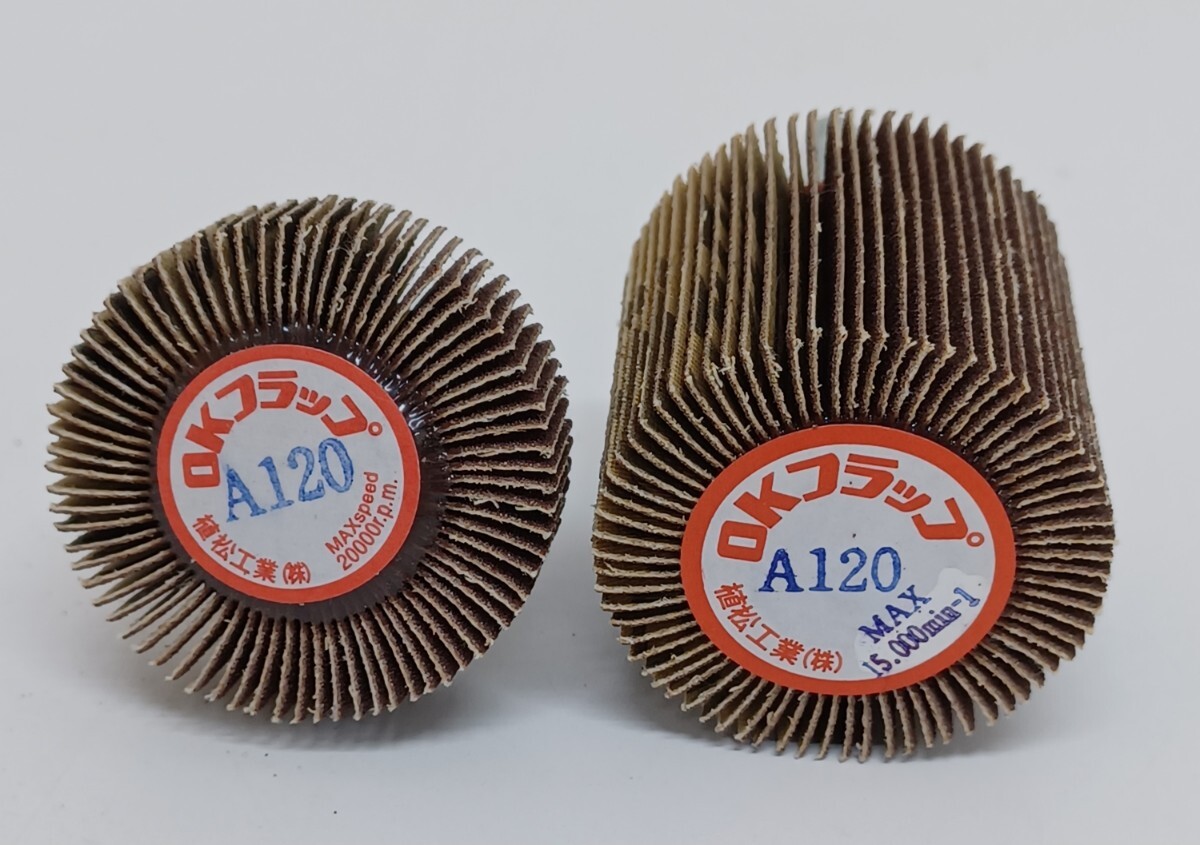 OKフラップ
A120
MAXspeed
20000r.p.m.
植松工業(株)
OKフラップ
A120
MAX
15.000min-1
植松工業(株)